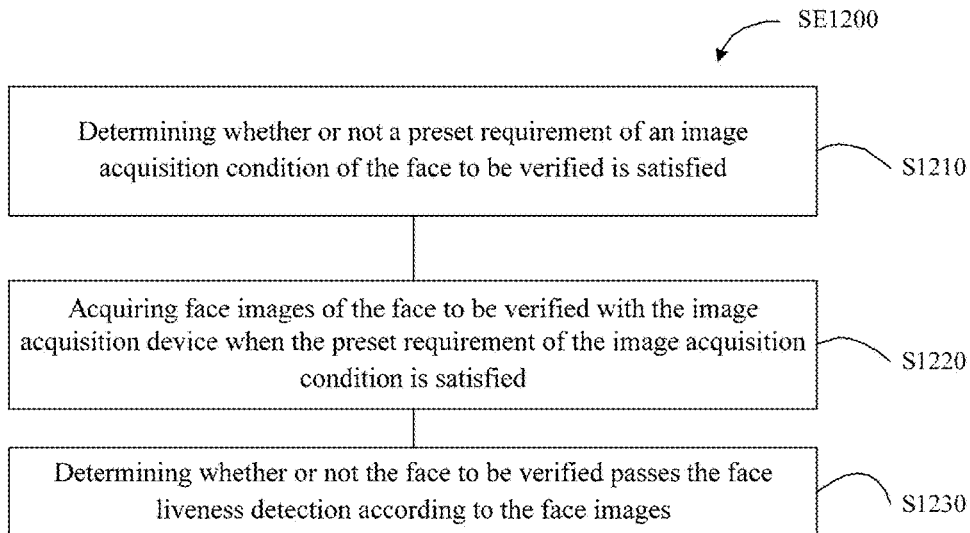 SE1200
Determining whether or not a preset requirement of an image
acquisition condition of the face to be verified is satisfied
S1210
Acquiring face images of the face to be verified with the image
acquisition device when the preset requirement of the image acquisition
condition is satisfied
S1220
Determining whether or not the face to be verified passes the face
liveness detection according to the face images
S1230